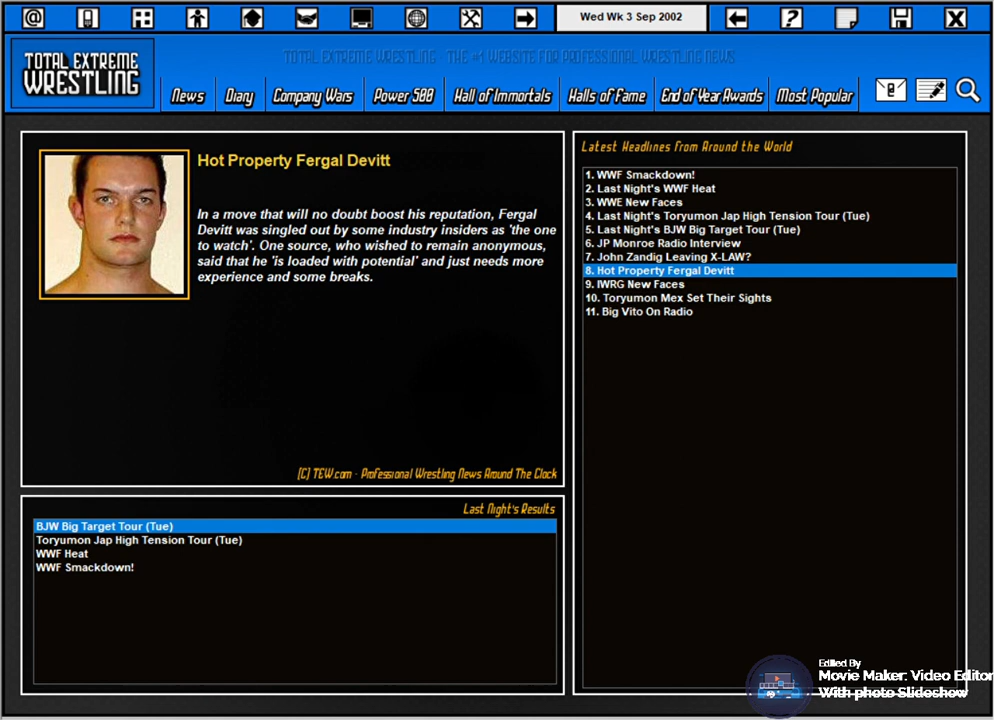 Wed Wk 3 Sep 2002
TOTAL EXTREME
WRESTLING
TOTAL EXTREME WRESTLING THE #1 WEBSITE FOR PROFESSIONAL WRESTLING NEWS
News
Diary
Company Wars
Power 500
Hall of Immortals
Halls of Fame
End of Year Awards
Most Popular
Hot Property Fergal Devitt
In a move that will no doubt boost his reputation, Fergal
Devitt was singled out by some industry insiders as 'the one
to watch'. One source, who wished to remain anonymous,
said that he 'is loaded with potential' and just needs more
experience and some breaks.
(C) TEW.com - Professional Wrestling News Around The Clock
Last Night's Results
BJW Big Target Tour (Tue)
Toryumon Jap High Tension Tour (Tue)
WWF Heat
WWF Smackdown!
Latest Headlines From Around the World
1. WWF Smackdown!
2. Last Night's WWF Heat
3. WWE New Faces
4. Last Night's Toryumon Jap High Tension Tour (Tue)
5. Last Night's BJW Big Target Tour (Tue)
6. JP Monroe Radio Interview
7. John Zandig Leaving X-LAW?
8. Hot Property Fergal Devitt
9. IWRG New Faces
10. Toryumon Mex Set Their Sights
11. Big Vito On Radio
Edited By
Movie Maker: Video Editor
With photo Slideshow